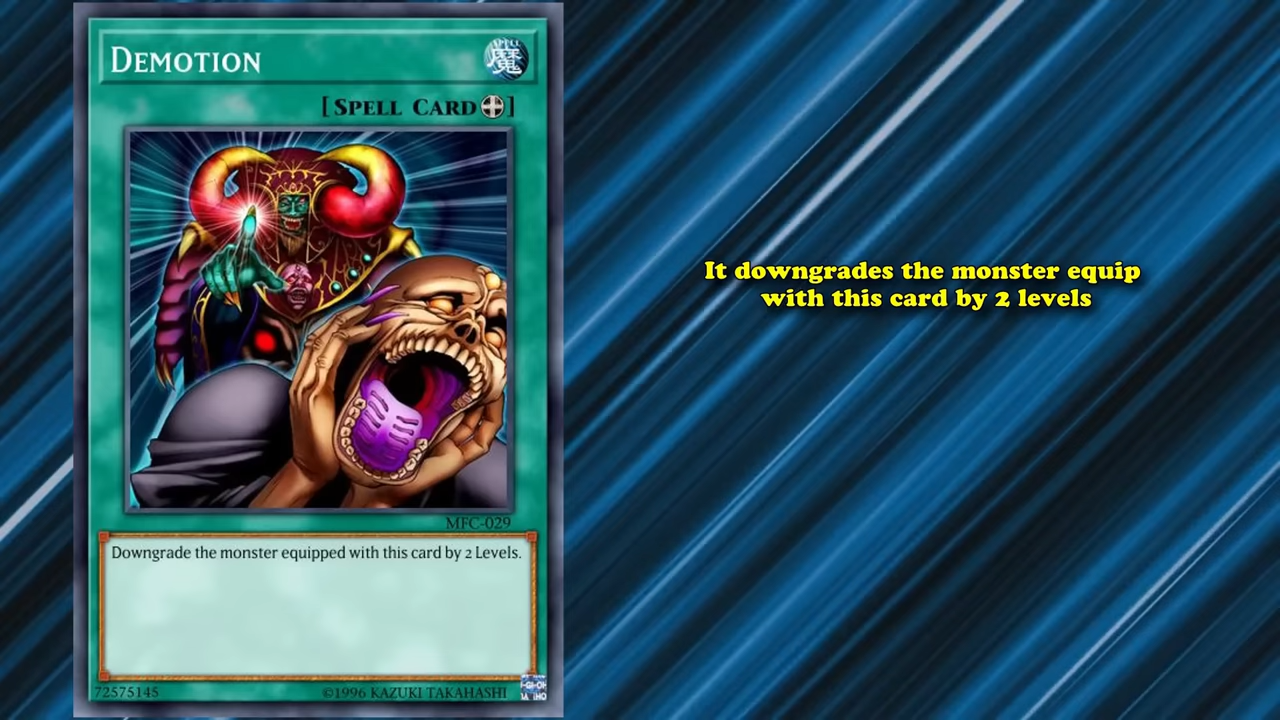 DEMOTION
[SPELL CARD]
MFC-029
Downgrade the monster equipped with this card by 2 Levels.
72575145
©1996 KAZUKI TAKAHASHI
It downgrades the monster equip
with this card by 2 levels